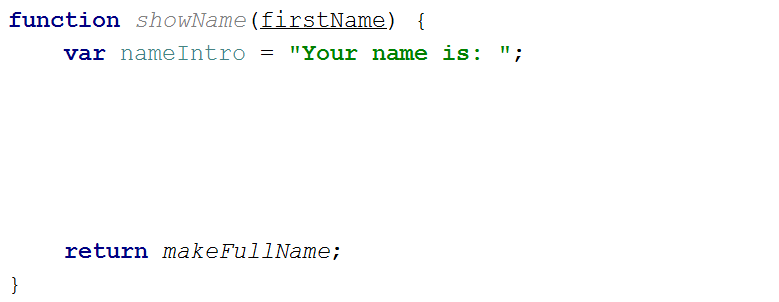 function showName(firstName) {
    var nameIntro = "Your name is: ";
    return makeFullName;
}